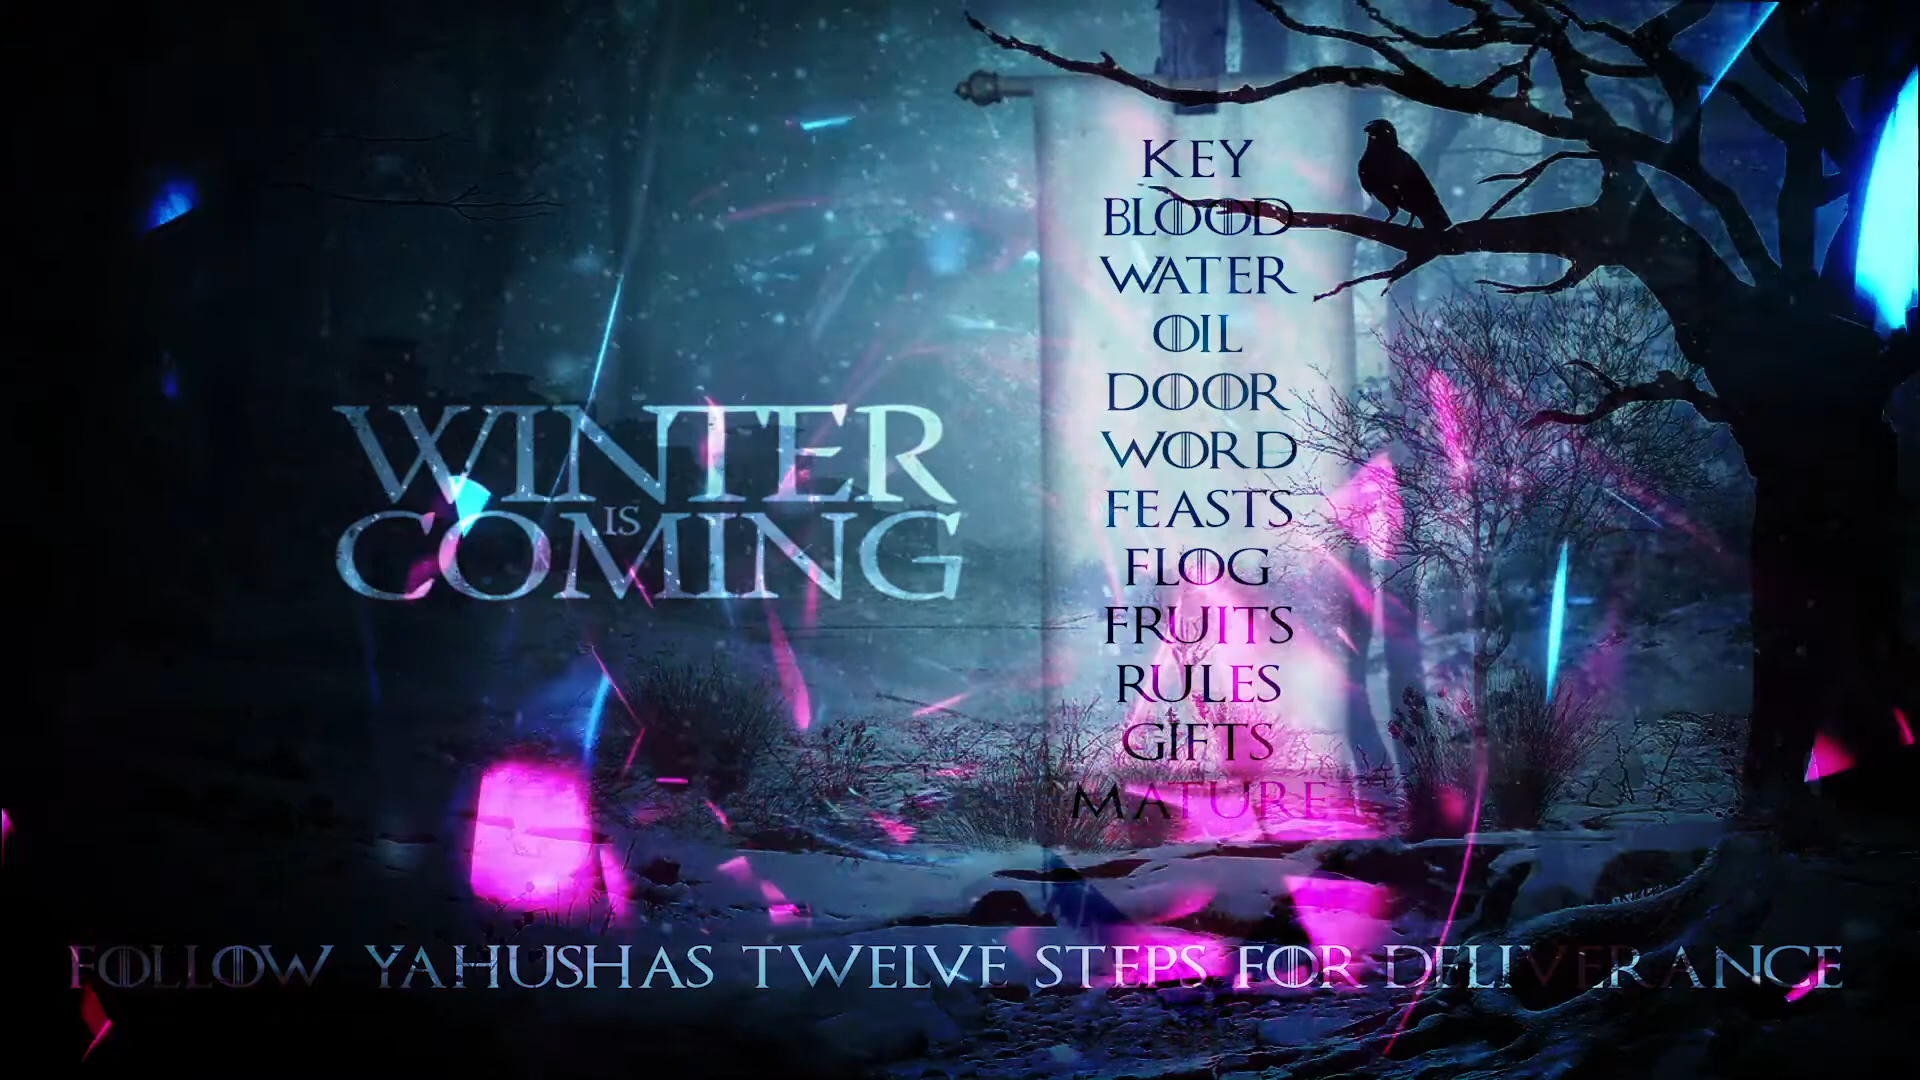 WINTER
IS
COMING
KEY
BLOOD
WATER
OIL
DOOR
WORD
FEASTS
FLOG
FRUITS
RULES
GIFTS
MATURE
FOLLOW YAHUSHAS TWELVE STEPS FOR DELIVERANCE